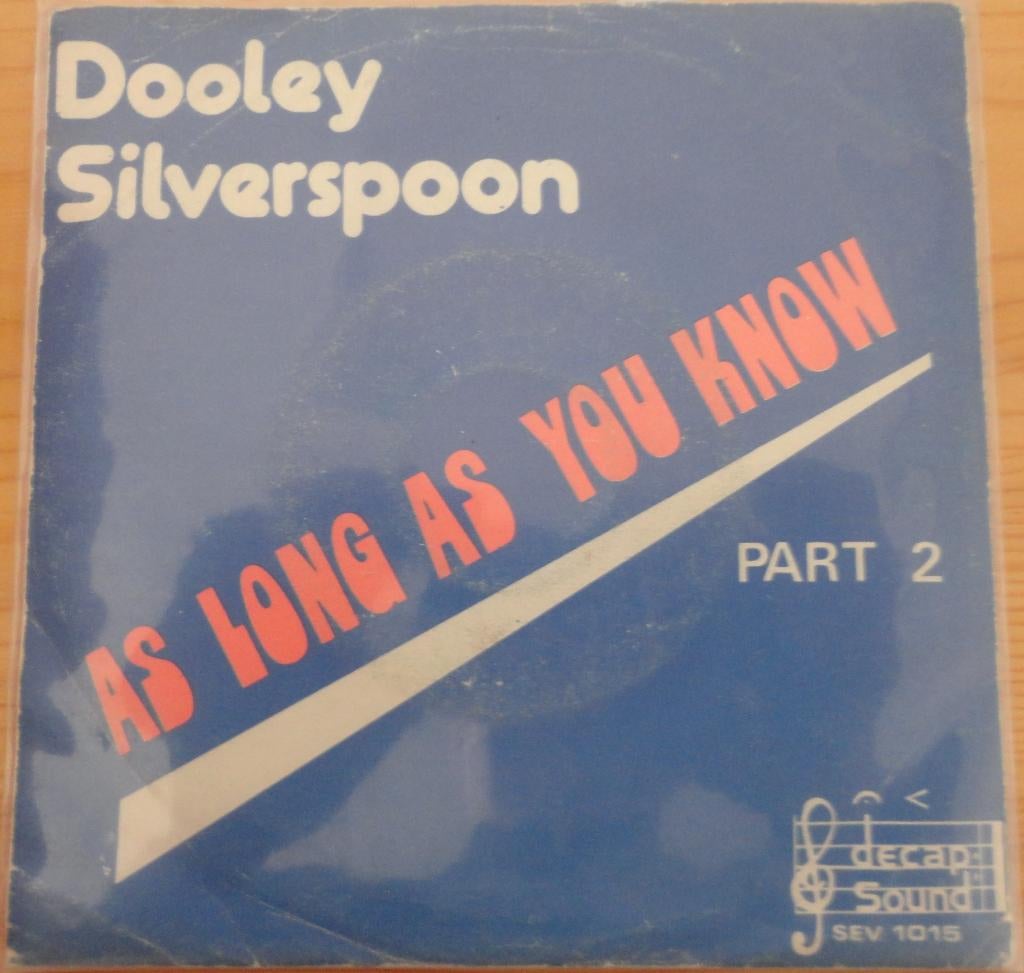 Dooley
Silverspoon
AS LONG AS YOU KNOW
PART 2
decap
Sound
SEV 1015